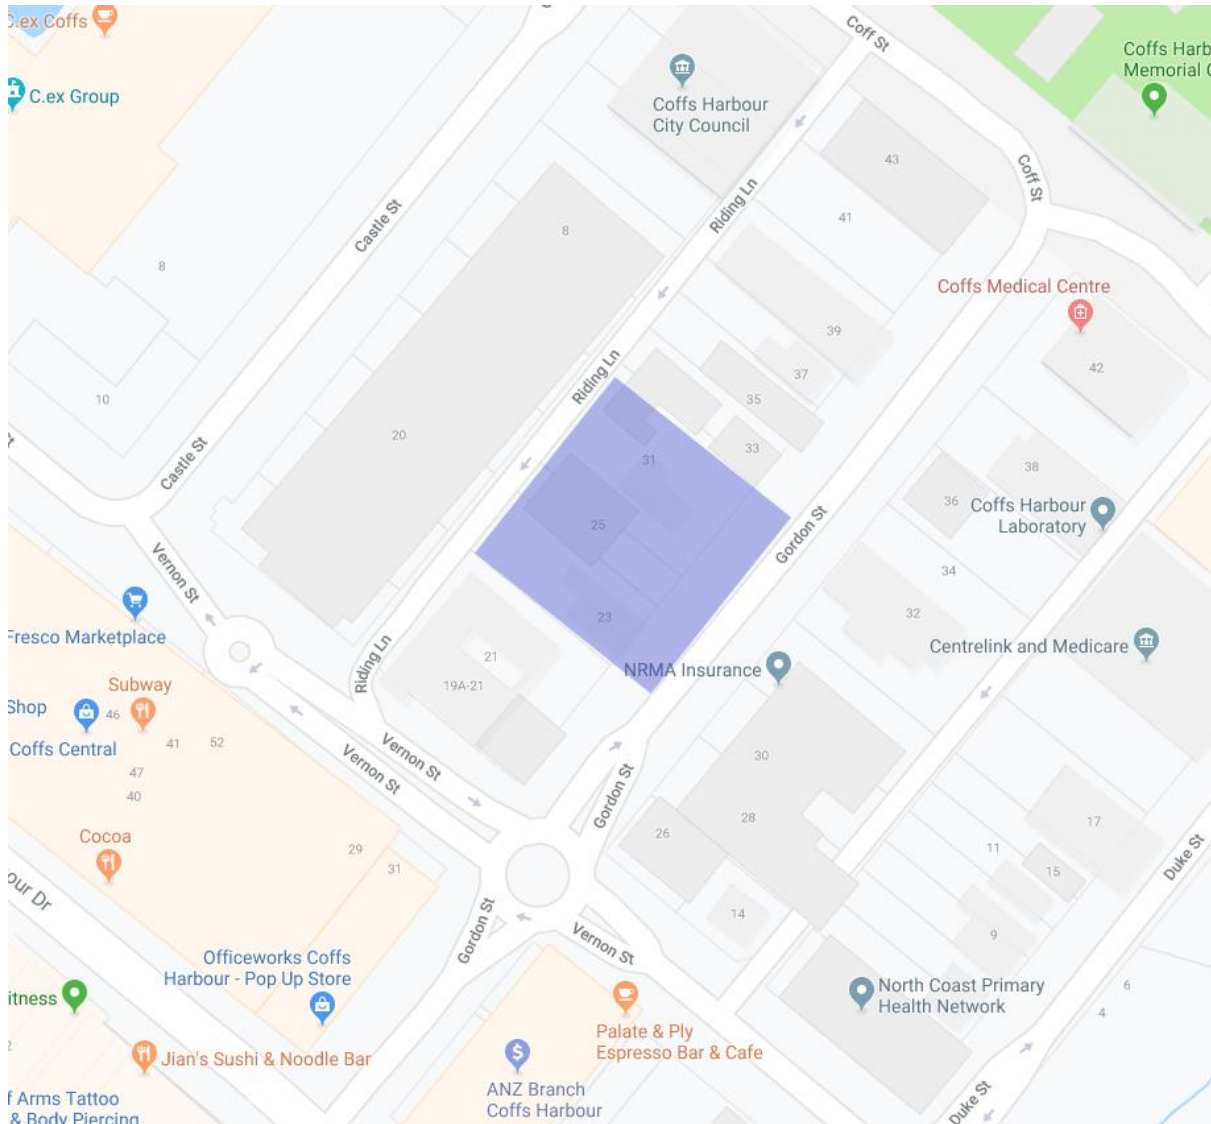 C.ex Coffs
C.ex Group
Coffs Harbour
City Council
Coff St
Coffs Harb
Memorial C
43
Riding Ln
41
Coff St
Castle St
8
8
Coffs Medical Centre
39
42
37
Riding Ln
35
10
20
Castle St
33
31
38
36
Coffs Harbour
Laboratory
25
Gordon St
34
Vernon St
23
32
Fresco Marketplace
Centrelink and Medicare
21
NRMA Insurance
Riding Ln
19A-21
Subway
Shop
46
Coffs Central
41
52
47
40
Vernon St
Vernon St
30
Gordon St
28
26
17
Cocoa
29
31
11
15
Duke St
our Dr
14
9
Gordon St
Vernon St
Officeworks Coffs
Harbour - Pop Up Store
itness
North Coast Primary
Health Network
6
4
2
Palate & Ply
Espresso Bar & Cafe
Jian's Sushi & Noodle Bar
ANZ Branch
Coffs Harbour
f Arms Tattoo
& Body Piercing
Duke St